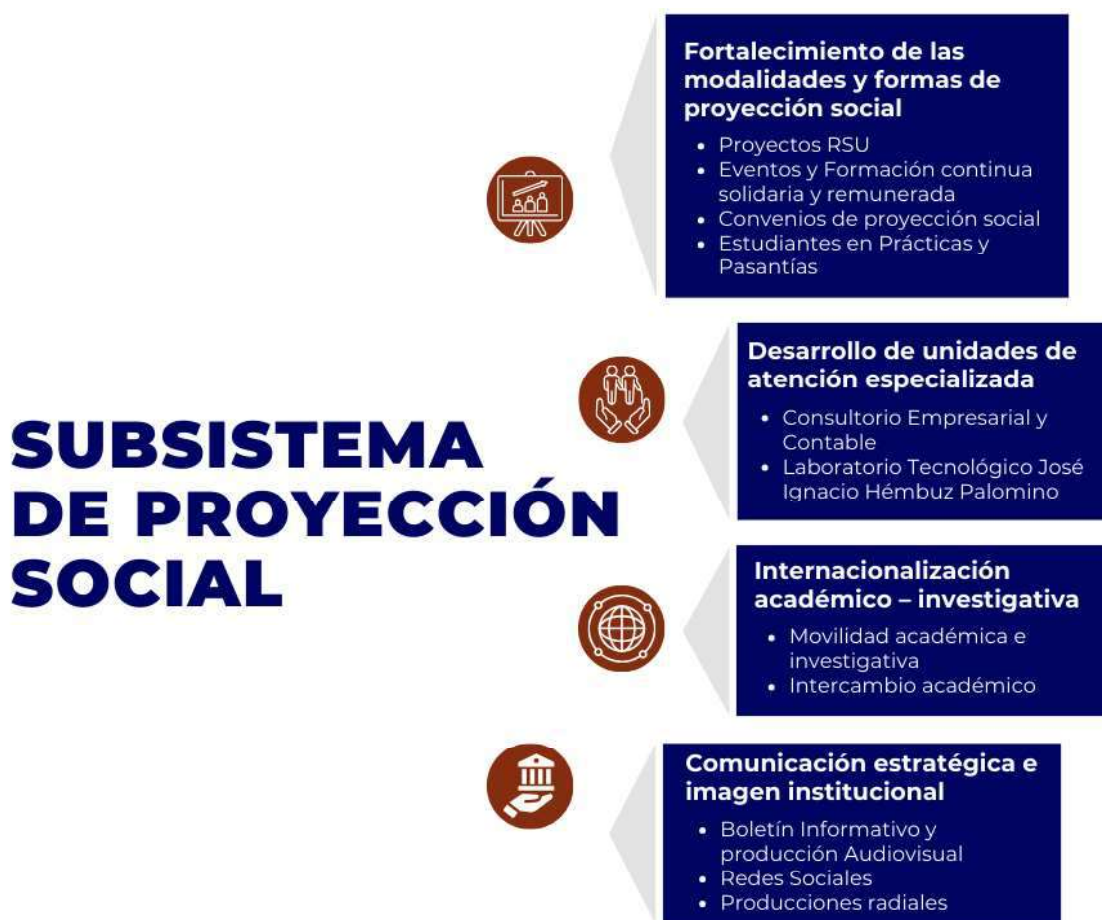 SUBSISTEMA
DE PROYECCIÓN
SOCIAL
Fortalecimiento de las
modalidades y formas de
proyección social
• Proyectos RSU
• Eventos y Formación continua
solidaria y remunerada
• Convenios de proyección social
• Estudiantes en Prácticas y
Pasantías
Desarrollo de unidades de
atención especializada
• Consultorio Empresarial y
Contable
• Laboratorio Tecnológico José
Ignacio Hémbuz Palomino
Internacionalización
académico – investigativa
• Movilidad académica e
investigativa
• Intercambio académico
Comunicación estratégica e
imagen institucional
• Boletín Informativo y
producción Audiovisual
• Redes Sociales
• Producciones radiales